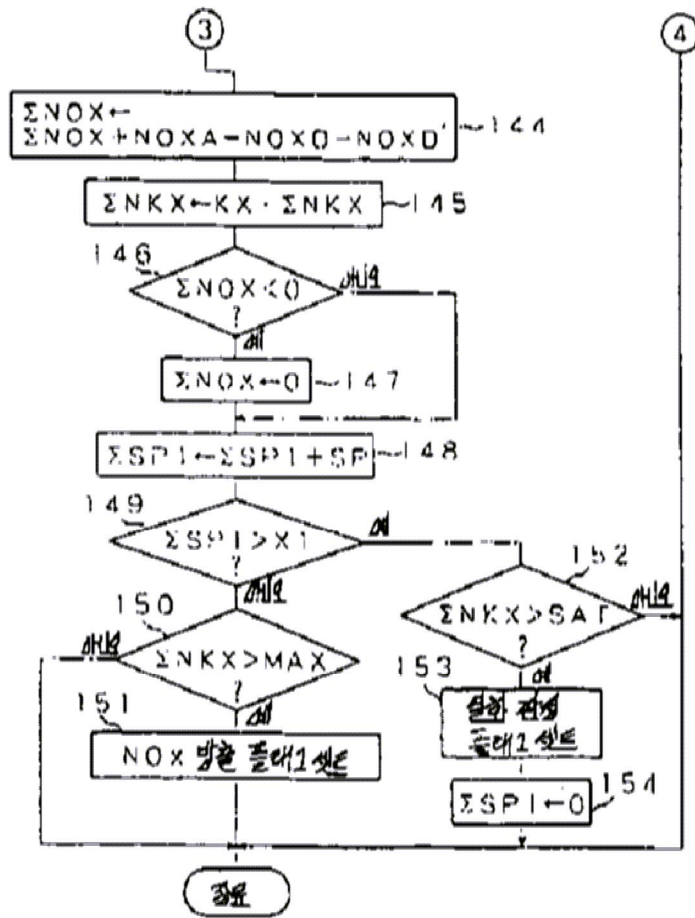 3
4
ΣNOX←
ΣNOX+NOXA-NOXD-NOXD'
144
ΣNKX←KX·ΣNKX
145
146
ΣNOX<0
?
아니오
예
ΣNOX←0
147
ΣSP1←ΣSP1+SP
148
149
ΣSP1>X1
?
예
아니오
150
ΣNKX>MAX
?
아니오
예
151
NOx 방출 플래그 셋트
152
ΣNKX>SAT
?
아니오
예
153
판정
플래그 셋트
ΣSP1←0
154
종료